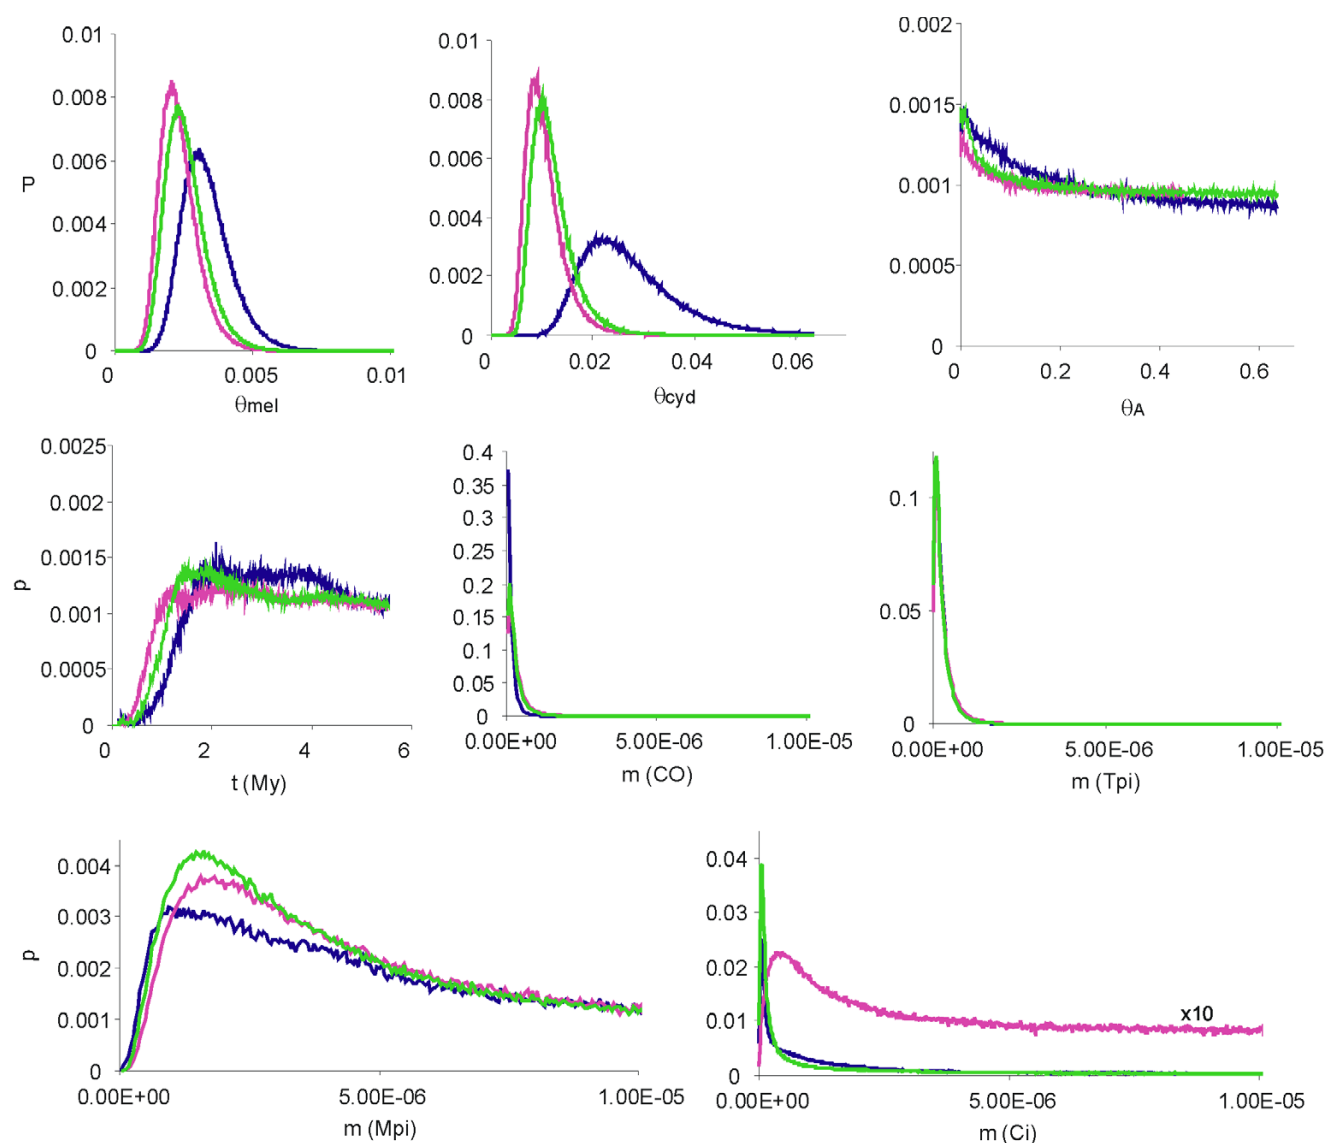 0.01
0.008
0.006
0.004
0.002
0
0
0.005
0.01
p
θmel
0.01
0.008
0.006
0.004
0.002
0
0
0.02
0.04
0.06
θcyd
0.002
0.0015
0.001
0.0005
0
0
0.2
0.4
0.6
θA
0.0025
0.002
0.0015
0.001
0.0005
0
0
2
4
6
p
t (My)
0.4
0.35
0.3
0.25
0.2
0.15
0.1
0.05
0
0.00E+00
5.00E-06
1.00E-05
m (CO)
0.1
0.05
0
0.00E+00
5.00E-06
1.00E-05
m (Tpi)
0.004
0.003
0.002
0.001
0
0.00E+00
5.00E-06
1.00E-05
p
m (Mpi)
0.04
0.03
0.02
0.01
0
x10
0.00E+00
5.00E-06
1.00E-05
m (Ci)